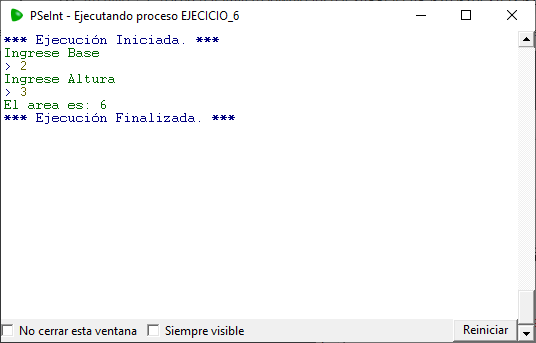 PSeInt - Ejecutando proceso EJECICIO_6
*** Ejecución Iniciada. ***
Ingrese Base
> 2
Ingrese Altura
> 3
El area es: 6
*** Ejecución Finalizada. ***
No cerrar esta ventana Siempre visible Reiniciar